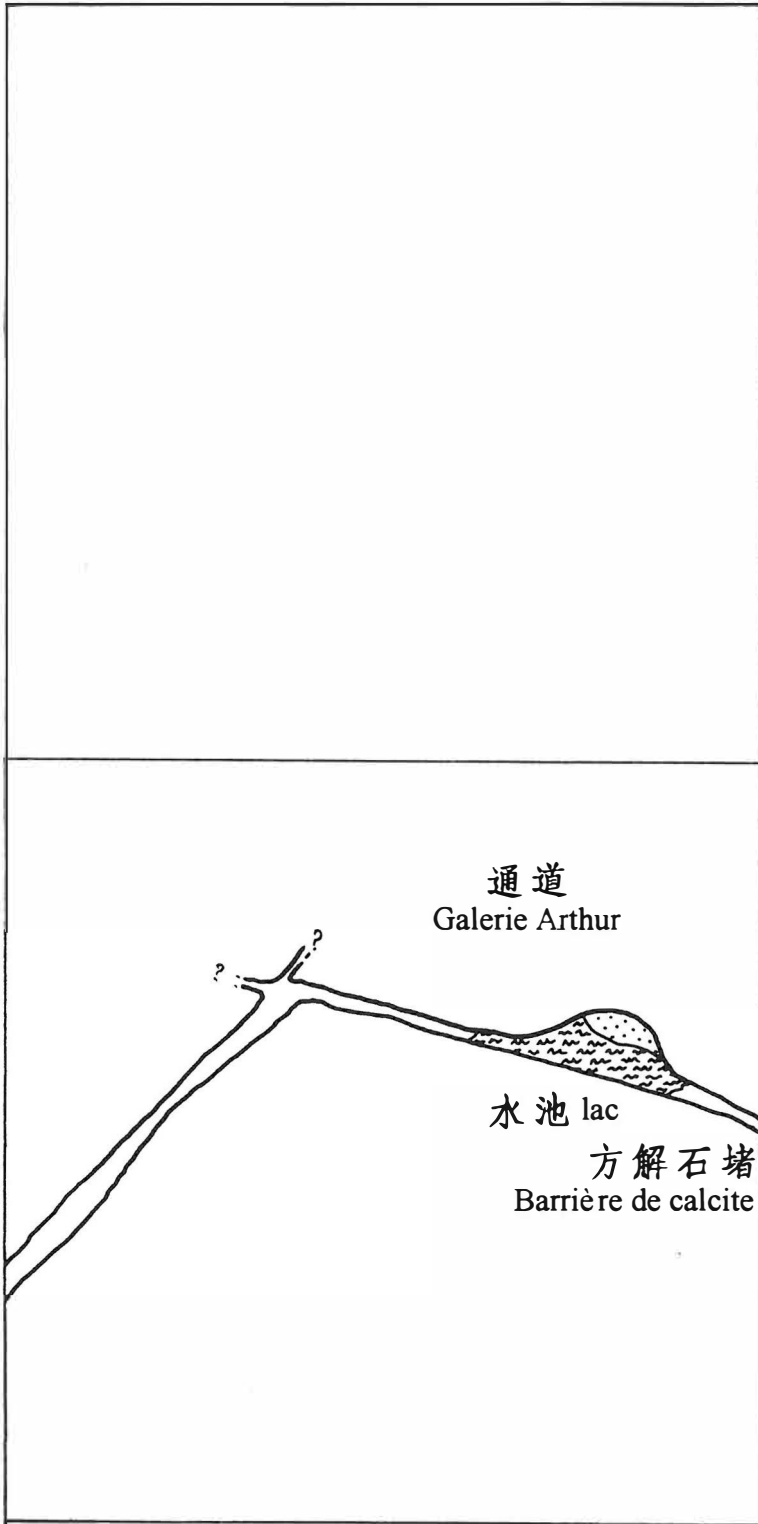 通道
Galerie Arthur
?
?
水池 lac
方解石堵
Barrière de calcite